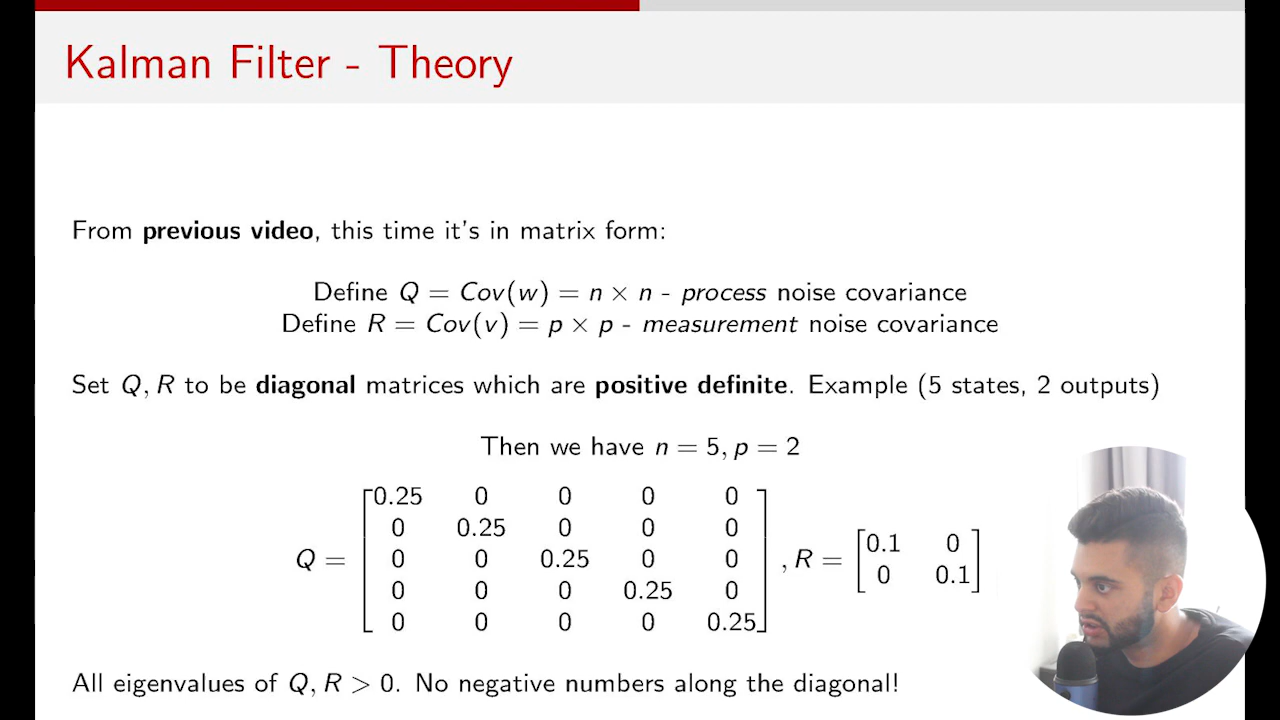 Kalman Filter - Theory
From previous video, this time it's in matrix form:
Define Q = Cov(w) = n × n - process noise covariance
Define R = Cov(v) = p × p - measurement noise covariance
Set Q, R to be diagonal matrices which are positive definite. Example (5 states, 2 outputs)
Then we have n = 5, p = 2
Q = [0.25 0 0 0 0
0 0.25 0 0 0
0 0 0.25 0 0
0 0 0 0.25 0
0 0 0 0 0.25] , R = [0.1 0
0 0.1]
All eigenvalues of Q, R > 0. No negative numbers along the diagonal!